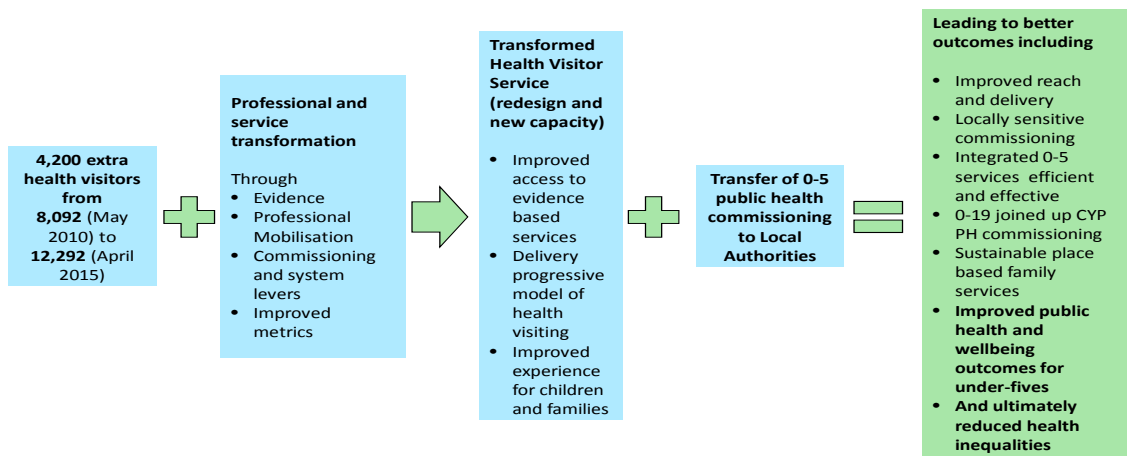 4,200 extra
health visitors
from
8,092 (May
2010) to
12,292 (April
2015)
Professional and
service
transformation
Through
• Evidence
• Professional
Mobilisation
• Commissioning
and system
levers
• Improved
metrics
Transformed
Health Visitor
Service
(redesign and
new capacity)
• Improved
access to
evidence
based
services
• Delivery
progressive
model of
health
visiting
• Improved
experience
for children
and families
Transfer of 0-5
public health
commissioning
to Local
Authorities
Leading to better
outcomes including
• Improved reach
and delivery
• Locally sensitive
commissioning
• Integrated 0-5
services efficient
and effective
• 0-19 joined up CYP
PH commissioning
• Sustainable place
based family
services
• Improved public
health and
wellbeing
outcomes for
under-fives
• And ultimately
reduced health
inequalities